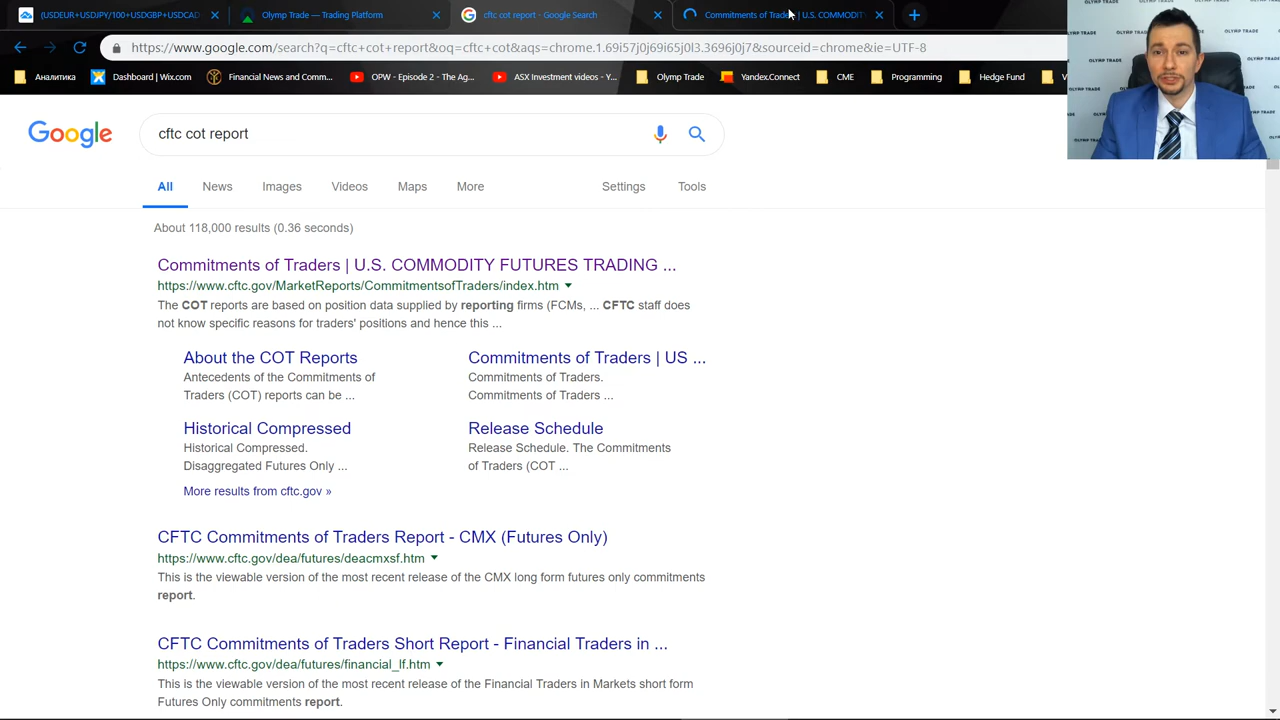 (USDEUR+USDJPY/100+USDGBP+USDCAD
Olymp Trade — Trading Platform
cftc cot report - Google Search
Commitments of Trade | U.S. COMMODIT
https://www.google.com/search?q=cftc+cot+report&oq=cftc+cot&aqs=chrome.1.69i57j0j69i65j0l3.3696j0j7&sourceid=chrome&ie=UTF-8
Аналитика
Dashboard | Wix.com
Financial News and Comm...
OPW - Episode 2 - The Ag...
ASX Investment videos - Y...
Olymp Trade
Yandex.Connect
CME
Programming
Hedge Fund
OLYMP TRADE
Google
cftc cot report
All
News
Images
Videos
Maps
More
Settings
Tools
About 118,000 results (0.36 seconds)
Commitments of Traders | U.S. COMMODITY FUTURES TRADING ...
https://www.cftc.gov/MarketReports/CommitmentsofTraders/index.htm
The COT reports are based on position data supplied by reporting firms (FCMs, ... CFTC staff does
not know specific reasons for traders' positions and hence this ...
About the COT Reports
Antecedents of the Commitments of
Traders (COT) reports can be ...
Commitments of Traders | US ...
Commitments of Traders.
Commitments of Traders ...
Historical Compressed
Historical Compressed.
Disaggregated Futures Only ...
Release Schedule
Release Schedule. The Commitments
of Traders (COT ...
More results from cftc.gov »
CFTC Commitments of Traders Report - CMX (Futures Only)
https://www.cftc.gov/dea/futures/deacmxsf.htm
This is the viewable version of the most recent release of the CMX long form futures only commitments
report.
CFTC Commitments of Traders Short Report - Financial Traders in ...
https://www.cftc.gov/dea/futures/financial_lf.htm
This is the viewable version of the most recent release of the Financial Traders in Markets short form
Futures Only commitments report.